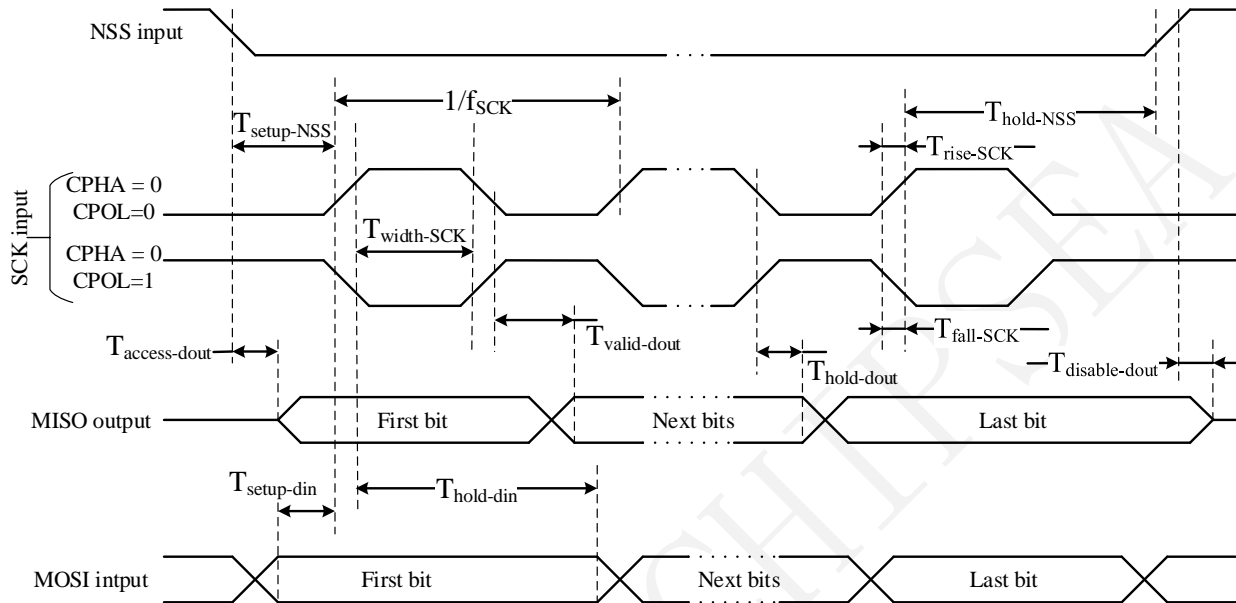 NSS input
1/fSCK
Tsetup-NSS
Thold-NSS
Trise-SCK
SCK input
CPHA = 0
CPOL=0
Twidth-SCK
CPHA = 0
CPOL=1
Tvalid-dout
Tfall-SCK
Taccess-dout
Thold-dout
Tdisable-dout
MISO output
First bit
Next bits
Last bit
Tsetup-din
Thold-din
MOSI intput
First bit
Next bits
Last bit
CHIPSEA